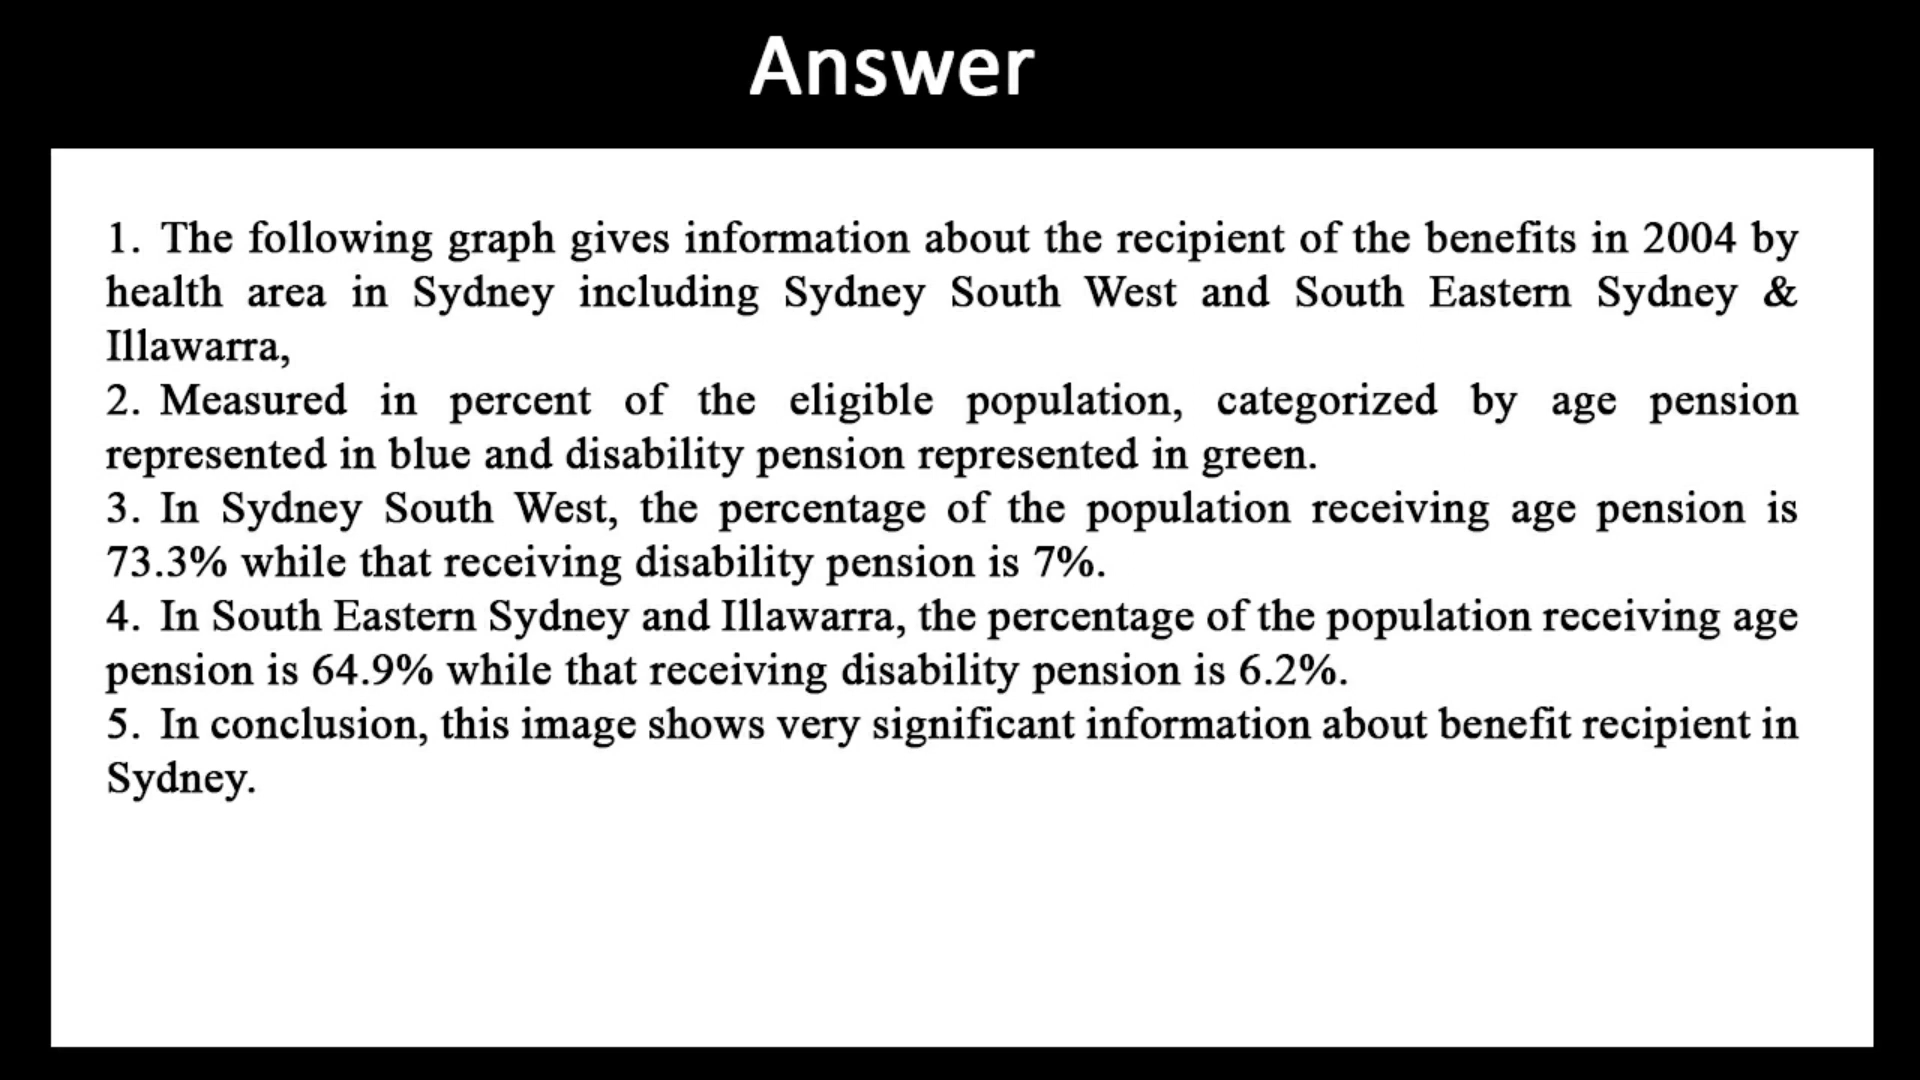 Answer
1. The following graph gives information about the recipient of the benefits in 2004 by
health area in Sydney including Sydney South West and South Eastern Sydney &
Illawarra,
2. Measured in percent of the eligible population, categorized by age pension
represented in blue and disability pension represented in green.
3. In Sydney South West, the percentage of the population receiving age pension is
73.3% while that receiving disability pension is 7%.
4. In South Eastern Sydney and Illawarra, the percentage of the population receiving age
pension is 64.9% while that receiving disability pension is 6.2%.
5. In conclusion, this image shows very significant information about benefit recipient in
Sydney.